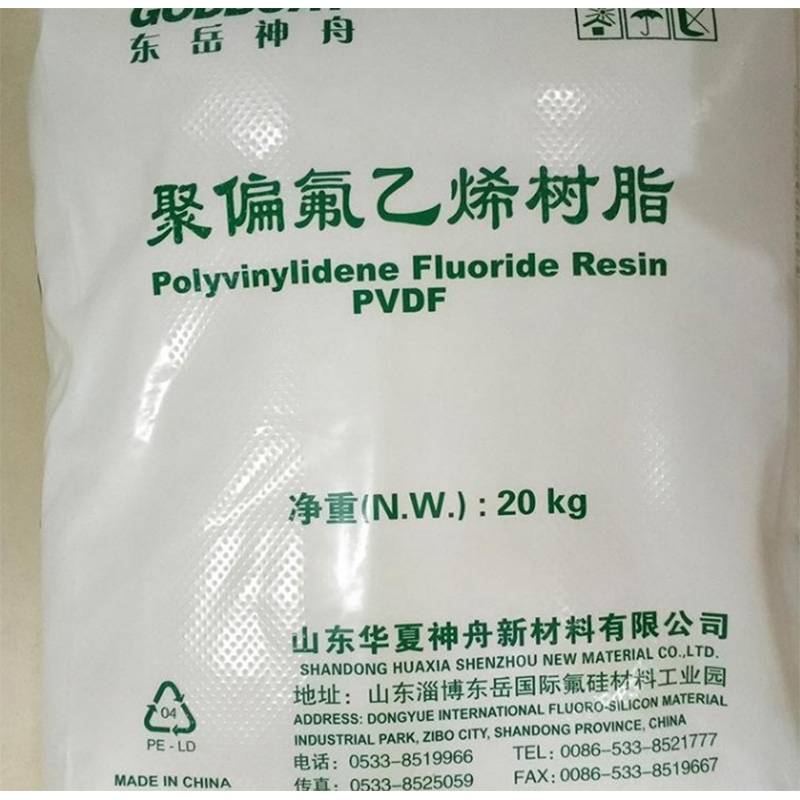 东岳神舟
聚偏氟乙烯树脂
Polyvinylidene Fluoride Resin
PVDF
净重(N.W.) : 20 kg
山东华夏神舟新材料有限公司
SHANDONG HUAXIA SHENZHOU NEW MATERIAL CO.,LTD.
地址：山东淄博东岳国际氟硅材料工业园
ADDRESS: DONGYUE INTERNATIONAL FLUORO-SILICON MATERIAL
INDUSTRIAL PARK, ZIBO CITY, SHANDONG PROVINCE, CHINA
电话：0533-8519966 TEL: 0086-533-8521777
传真：0533-8525059 FAX: 0086-533-8519667
04
PE - LD
MADE IN CHINA